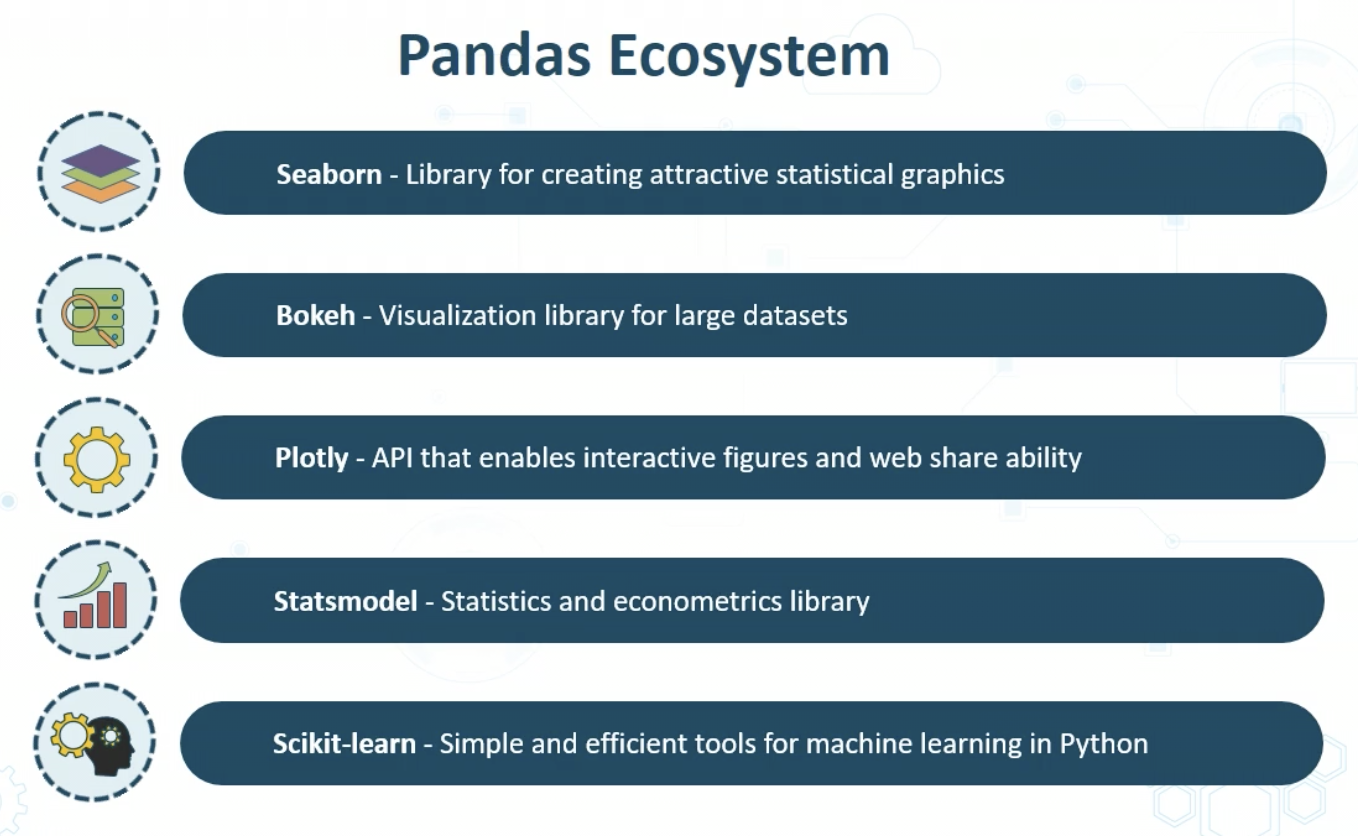 Pandas Ecosystem
Seaborn - Library for creating attractive statistical graphics
Bokeh - Visualization library for large datasets
Plotly - API that enables interactive figures and web share ability
Statsmodel - Statistics and econometrics library
Scikit-learn - Simple and efficient tools for machine learning in Python